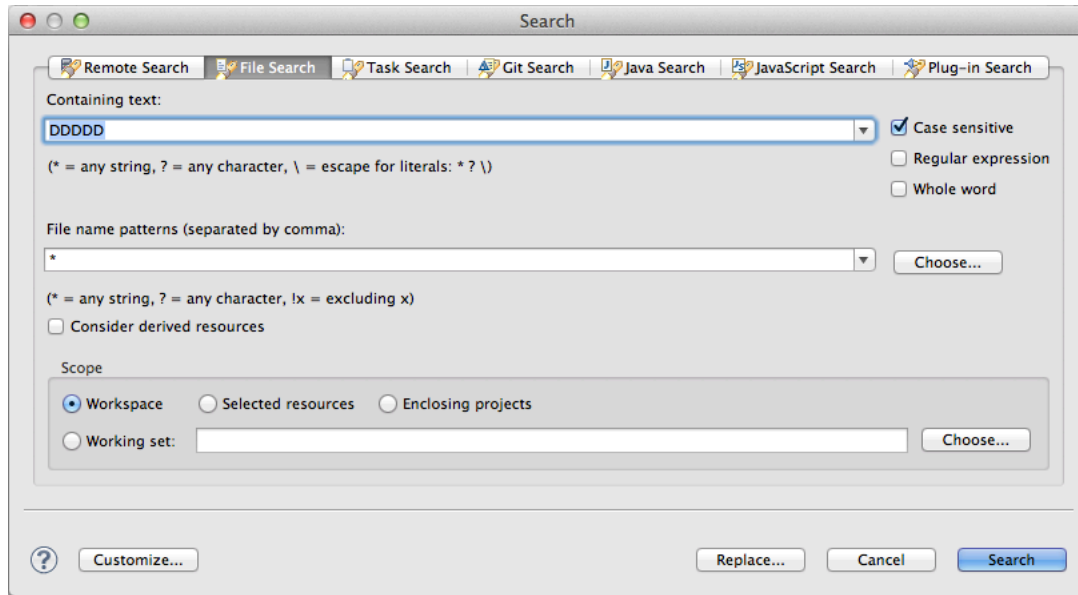 Search
Remote Search File Search Task Search Git Search Java Search JavaScript Search Plug-in Search
Containing text:
DDDDD
Case sensitive
(* = any string, ? = any character, \ = escape for literals: * ? \)
Regular expression
Whole word
File name patterns (separated by comma):
*
Choose...
(* = any string, ? = any character, !x = excluding x)
Consider derived resources
Scope
Workspace Selected resources Enclosing projects
Working set: Choose...
? Customize... Replace... Cancel Search